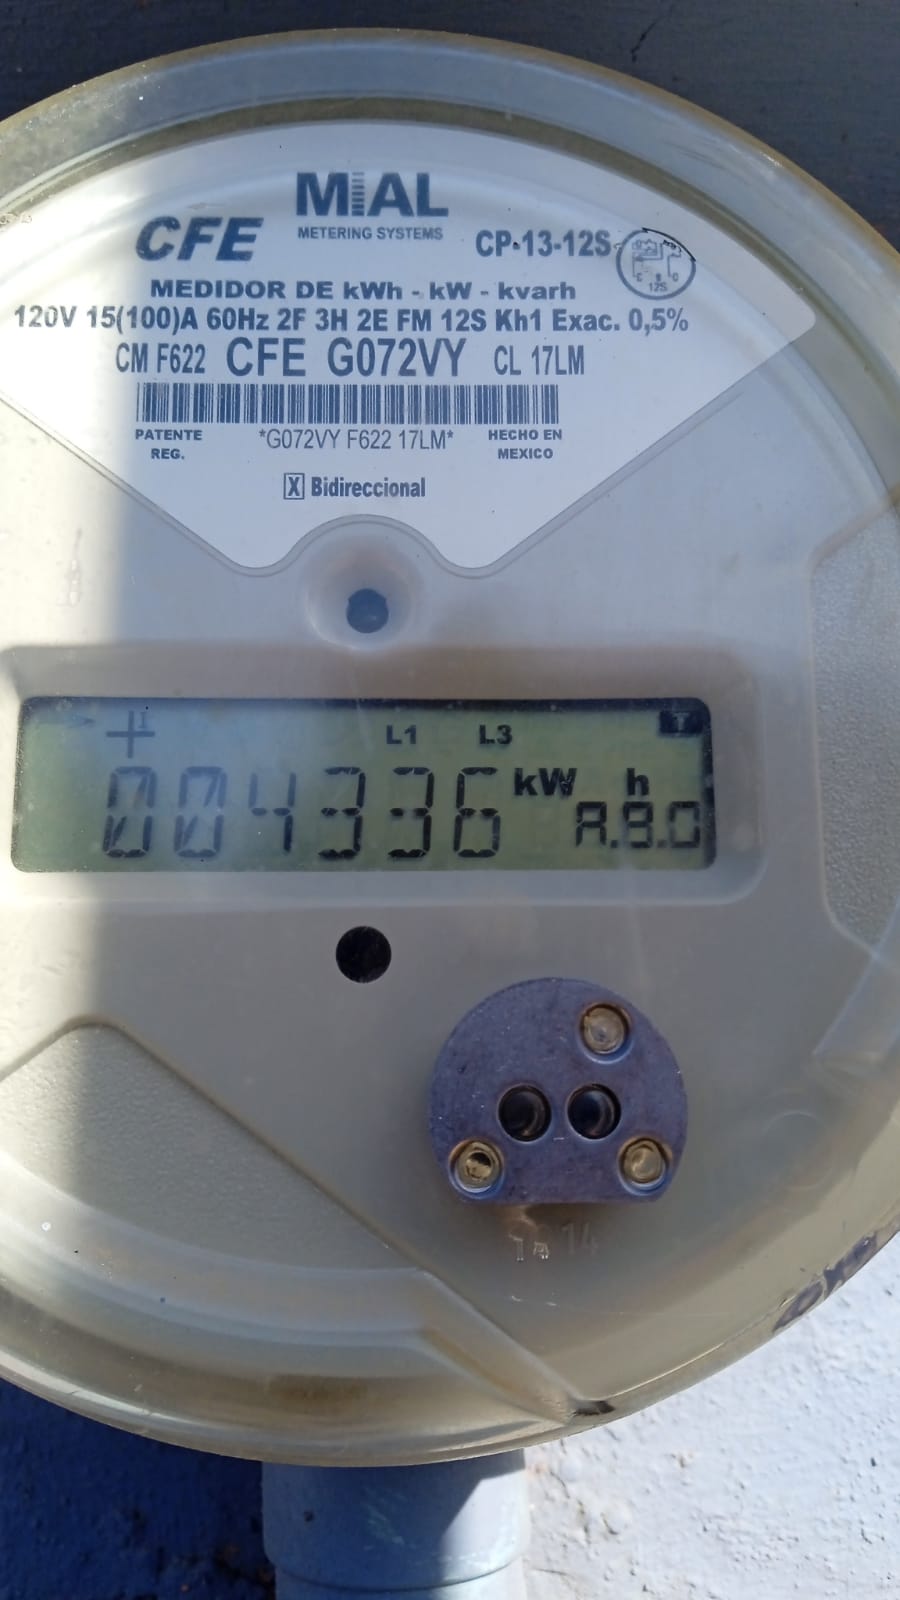 MIAL
CFE
METERING SYSTEMS
CP-13-12S
12S
MEDIDOR DE kWh - kW - kvarh
120V 15(100)A 60Hz 2F 3H 2E FM 12S Kh1 Exac. 0,5%
CM F622 CFE G072VY CL 17LM
PATENTE REG.
*G072VY F622 17LM*
HECHO EN MEXICO
X Bidireccional
L1 L3
004336 kW h A.8.0
14 14